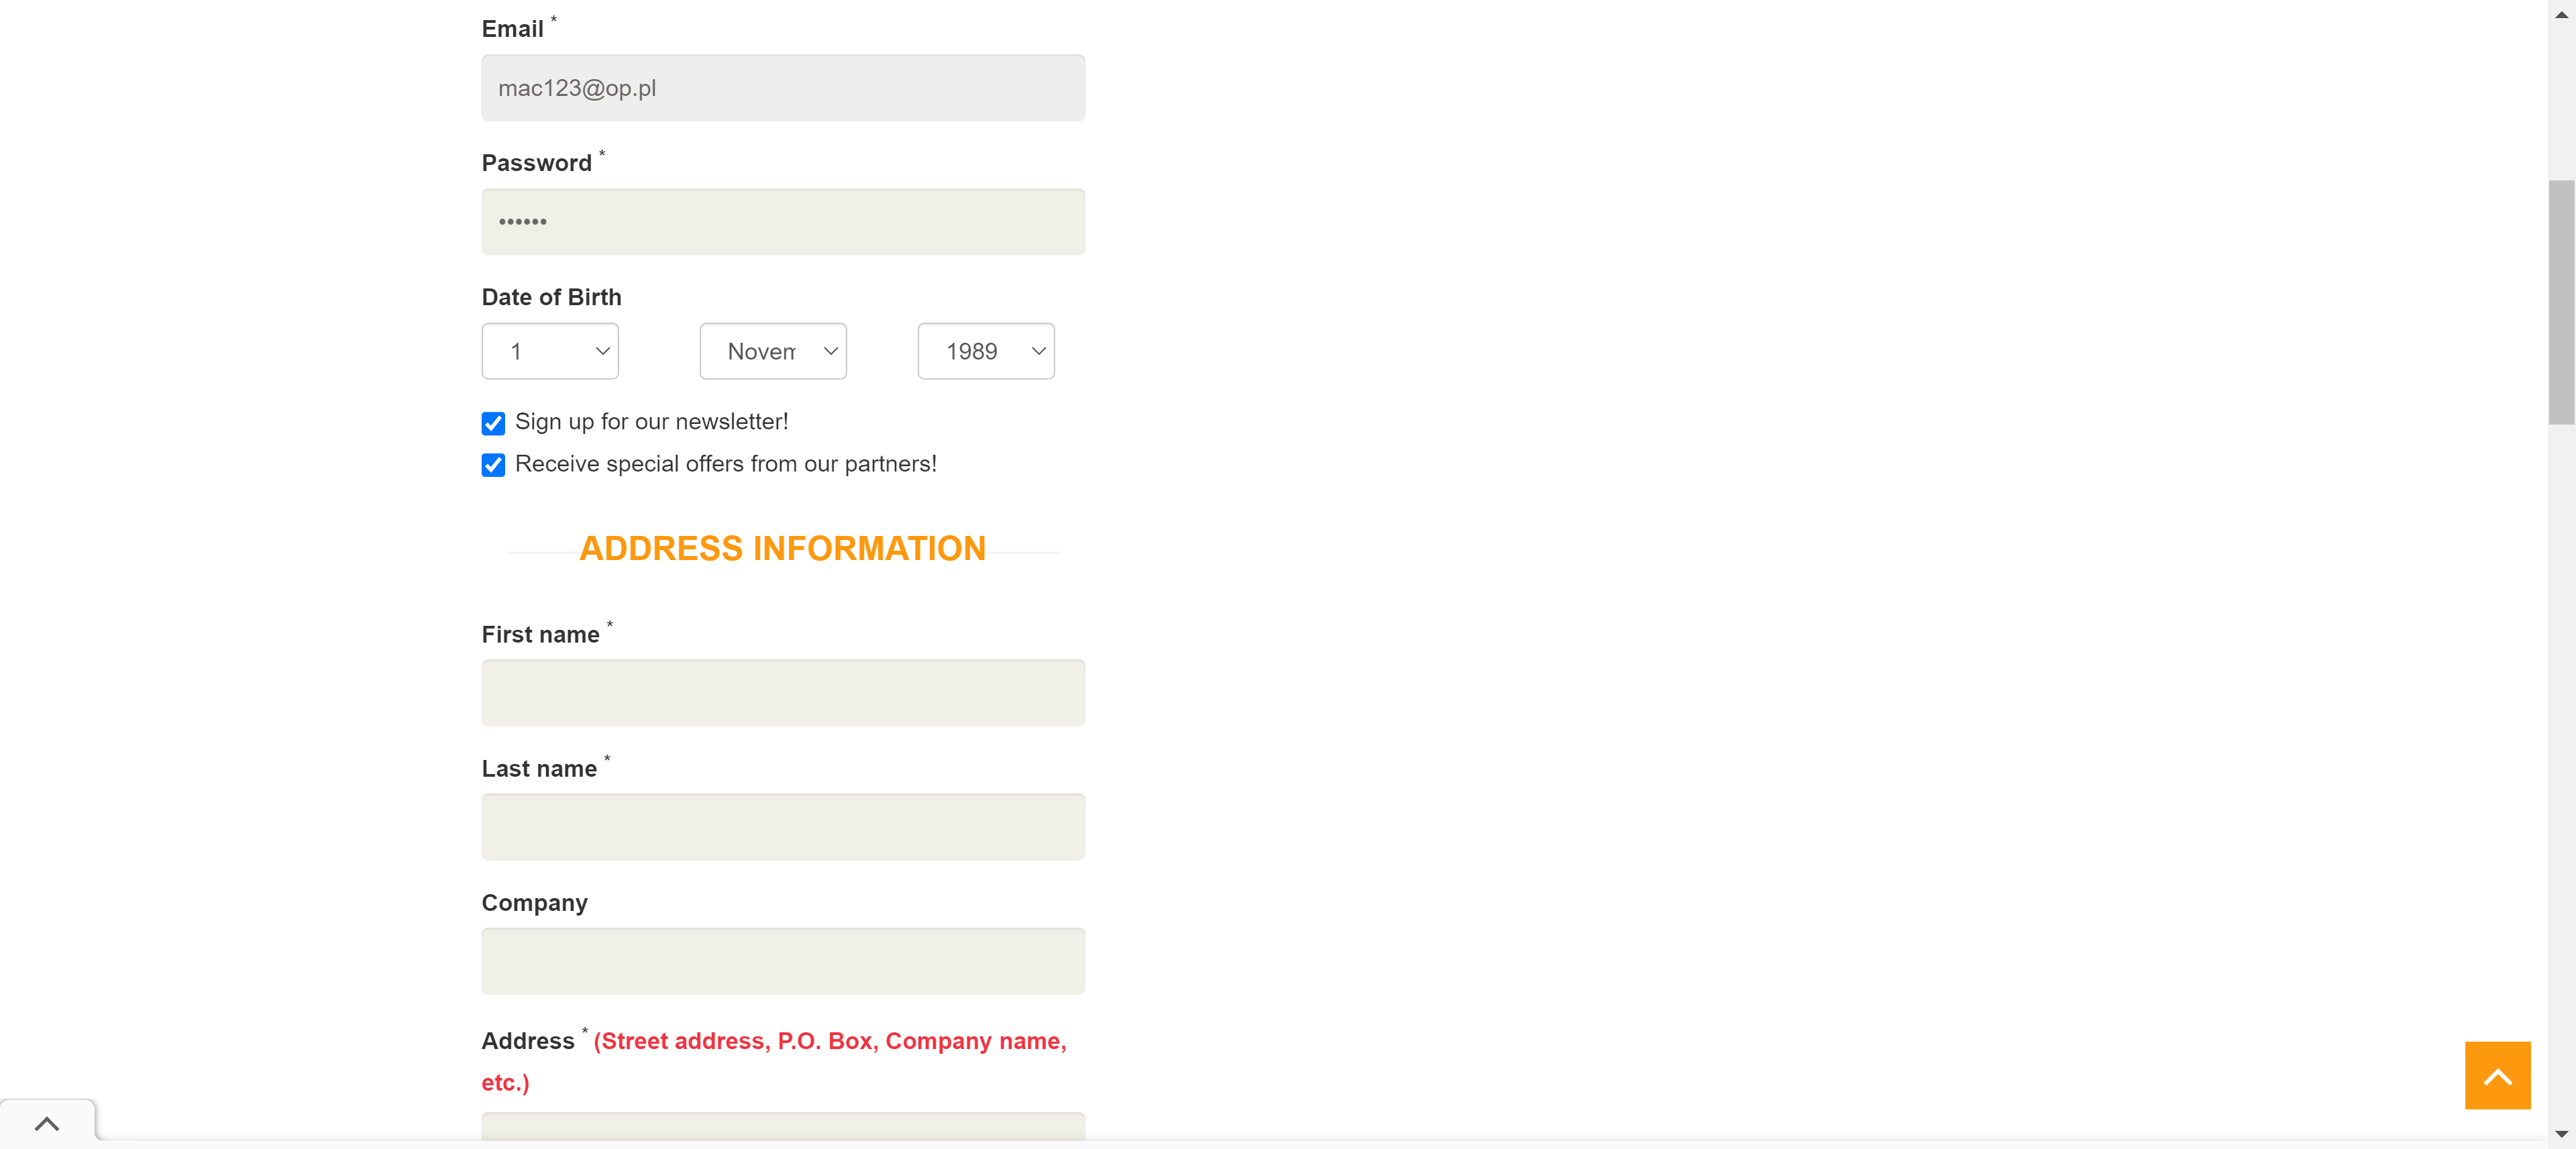 Email *
mac123@op.pl
Password *
••••••
Date of Birth
1 Novem 1989
Sign up for our newsletter!
Receive special offers from our partners!
ADDRESS INFORMATION
First name *
Last name *
Company
Address * (Street address, P.O. Box, Company name,
etc.)